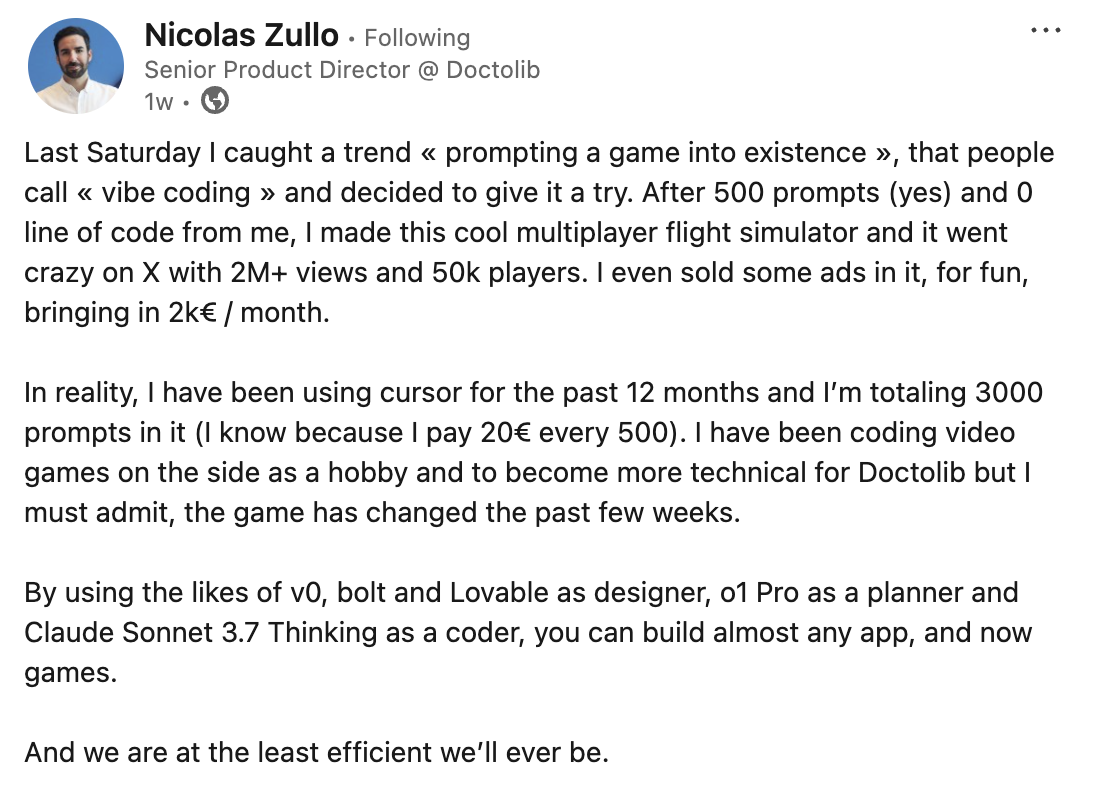 Nicolas Zullo • Following
Senior Product Director @ Doctolib
1w •
Last Saturday I caught a trend « prompting a game into existence », that people
call « vibe coding » and decided to give it a try. After 500 prompts (yes) and 0
line of code from me, I made this cool multiplayer flight simulator and it went
crazy on X with 2M+ views and 50k players. I even sold some ads in it, for fun,
bringing in 2k€ / month.
In reality, I have been using cursor for the past 12 months and I’m totaling 3000
prompts in it (I know because I pay 20€ every 500). I have been coding video
games on the side as a hobby and to become more technical for Doctolib but I
must admit, the game has changed the past few weeks.
By using the likes of v0, bolt and Lovable as designer, o1 Pro as a planner and
Claude Sonnet 3.7 Thinking as a coder, you can build almost any app, and now
games.
And we are at the least efficient we’ll ever be.